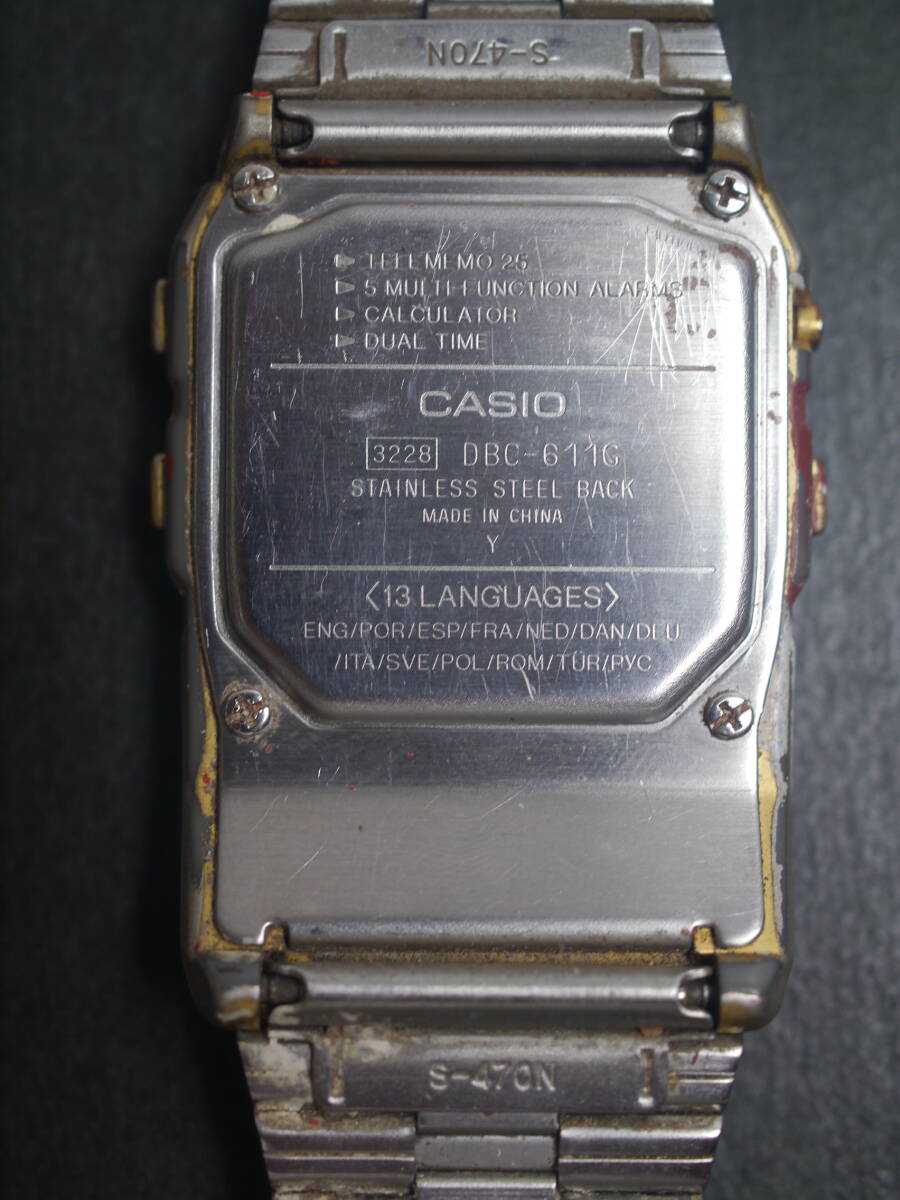 S-470N
▷ TELEMEMO 25
▷ 5 MULTI-FUNCTION ALARMS
▷ CALCULATOR
▷ DUAL TIME
CASIO
3228 DBC-611G
STAINLESS STEEL BACK
MADE IN CHINA
Y
<13 LANGUAGES>
ENG/POR/ESP/FRA/NED/DAN/DEU
/ITA/SVE/POL/ROM/TÜR/РУС
S-470N